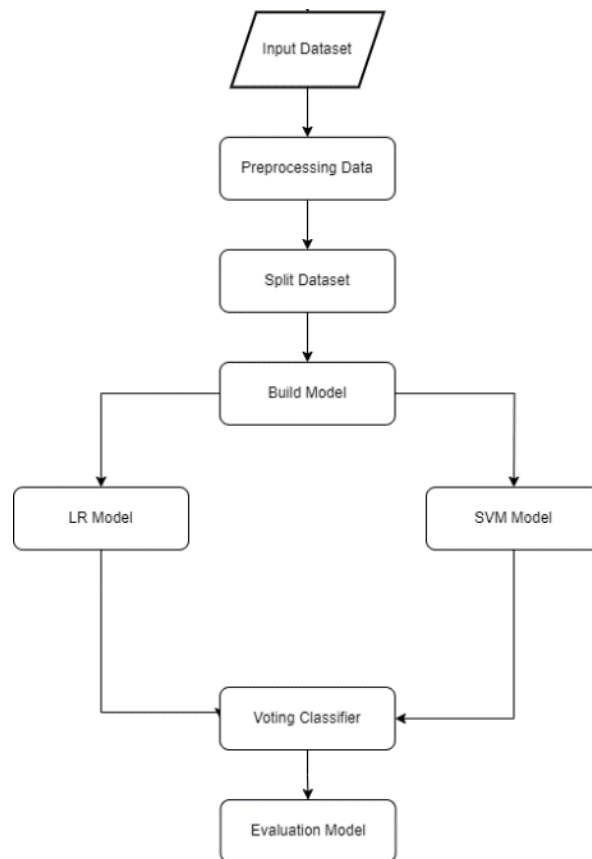 Input Dataset
Preprocessing Data
Split Dataset
Build Model
LR Model
SVM Model
Voting Classifier
Evaluation Model